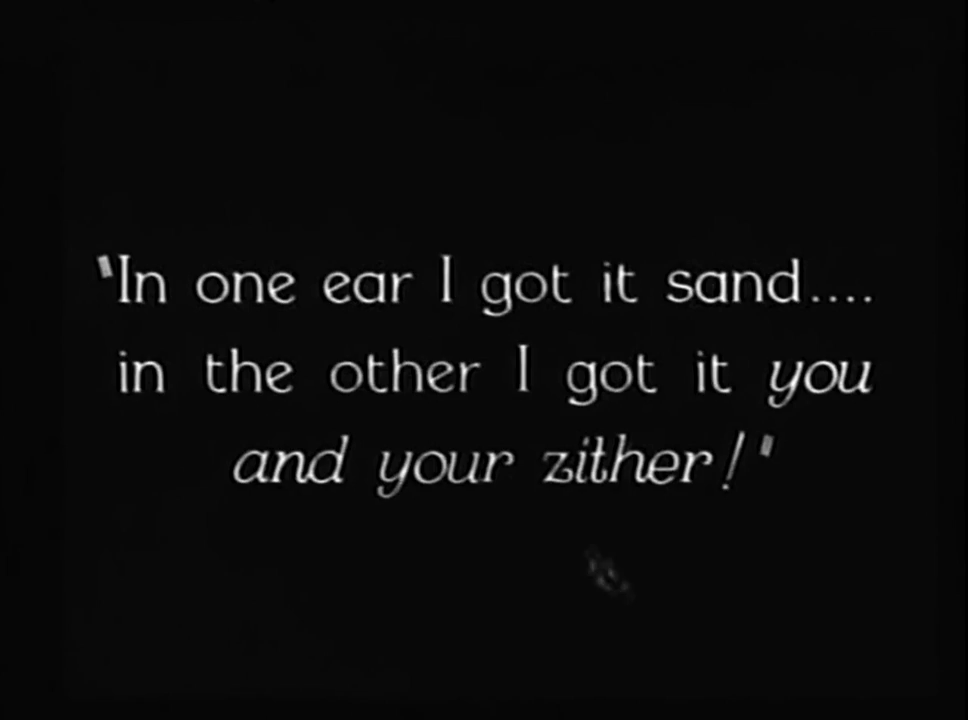 "In one ear I got it sand....
in the other I got it you
and your zither!"